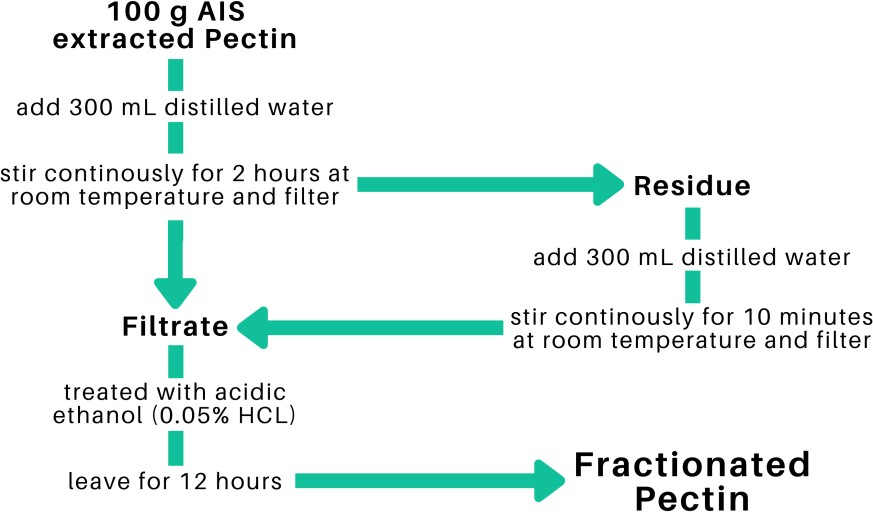 100 g AIS
extracted Pectin
add 300 mL distilled water
stir continously for 2 hours at
room temperature and filter
Residue
add 300 mL distilled water
stir continously for 10 minutes
at room temperature and filter
Filtrate
treated with acidic
ethanol (0.05% HCL)
leave for 12 hours
Fractionated
Pectin